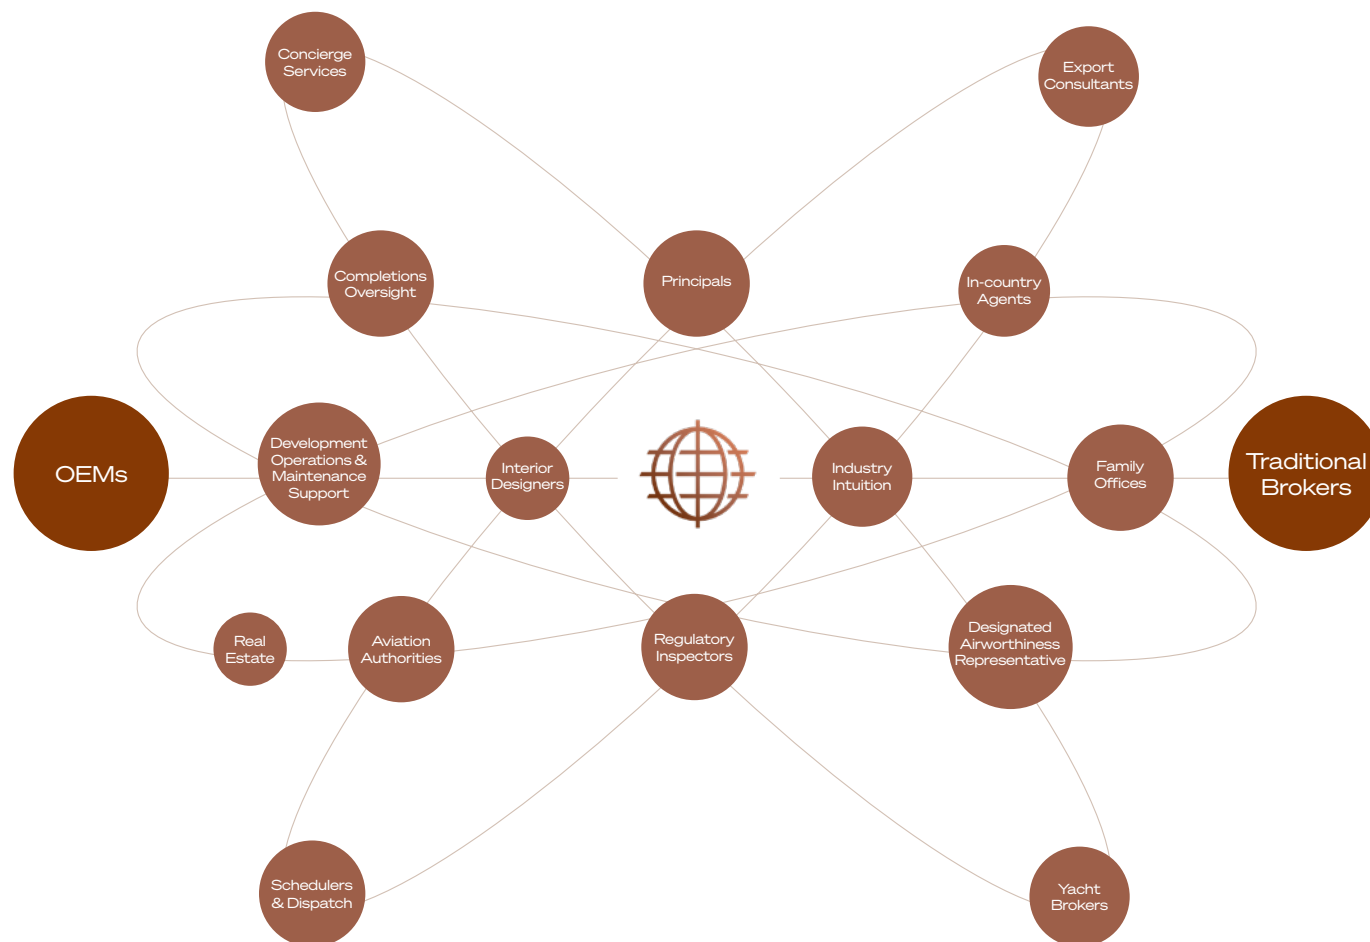 Concierge
Services
Export
Consultants
Completions
Oversight
Principals
In-country
Agents
OEMs
Development
Operations &
Maintenance
Support
Interior
Designers
Industry
Intuition
Family
Offices
Traditional
Brokers
Real
Estate
Aviation
Authorities
Regulatory
Inspectors
Designated
Airworthiness
Representative
Schedulers
& Dispatch
Yacht
Brokers